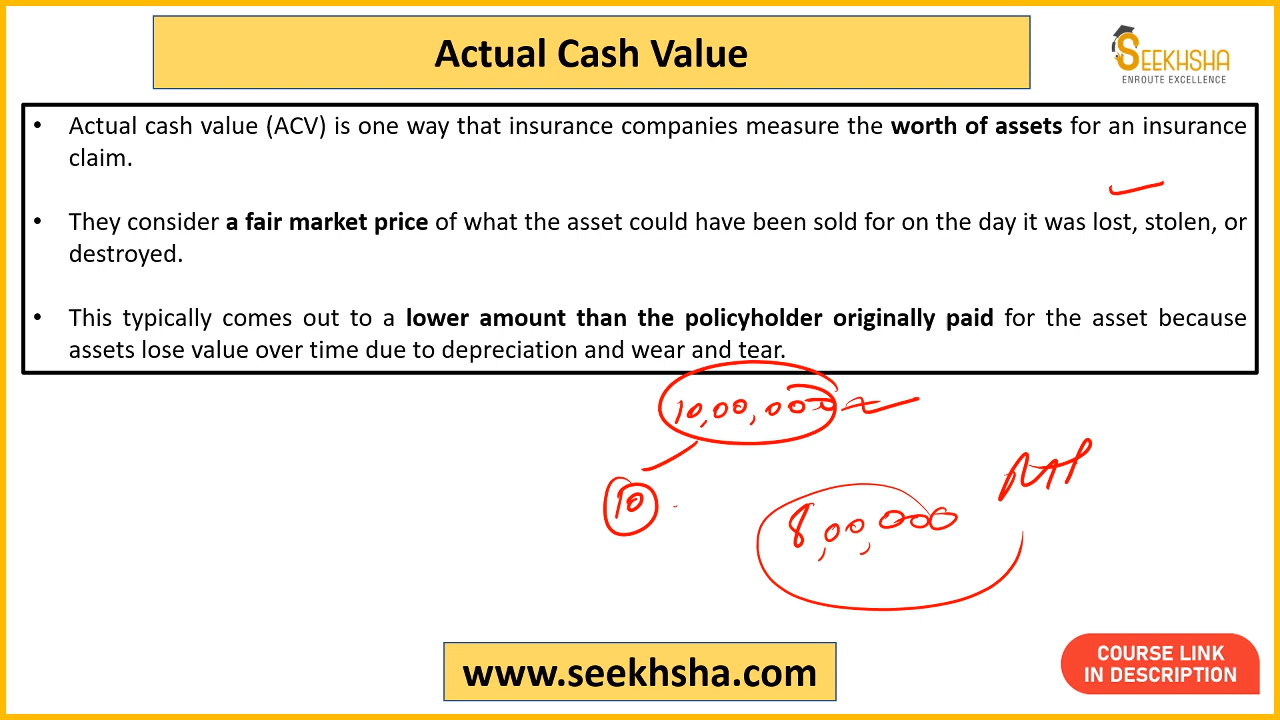 Actual Cash Value
SEEKHSHA
ENROUTE EXCELLENCE
• Actual cash value (ACV) is one way that insurance companies measure the worth of assets for an insurance
claim.
• They consider a fair market price of what the asset could have been sold for on the day it was lost, stolen, or
destroyed.
• This typically comes out to a lower amount than the policyholder originally paid for the asset because
assets lose value over time due to depreciation and wear and tear.
10,00,000
10
8,00,000
www.seekhsha.com
COURSE LINK
IN DESCRIPTION